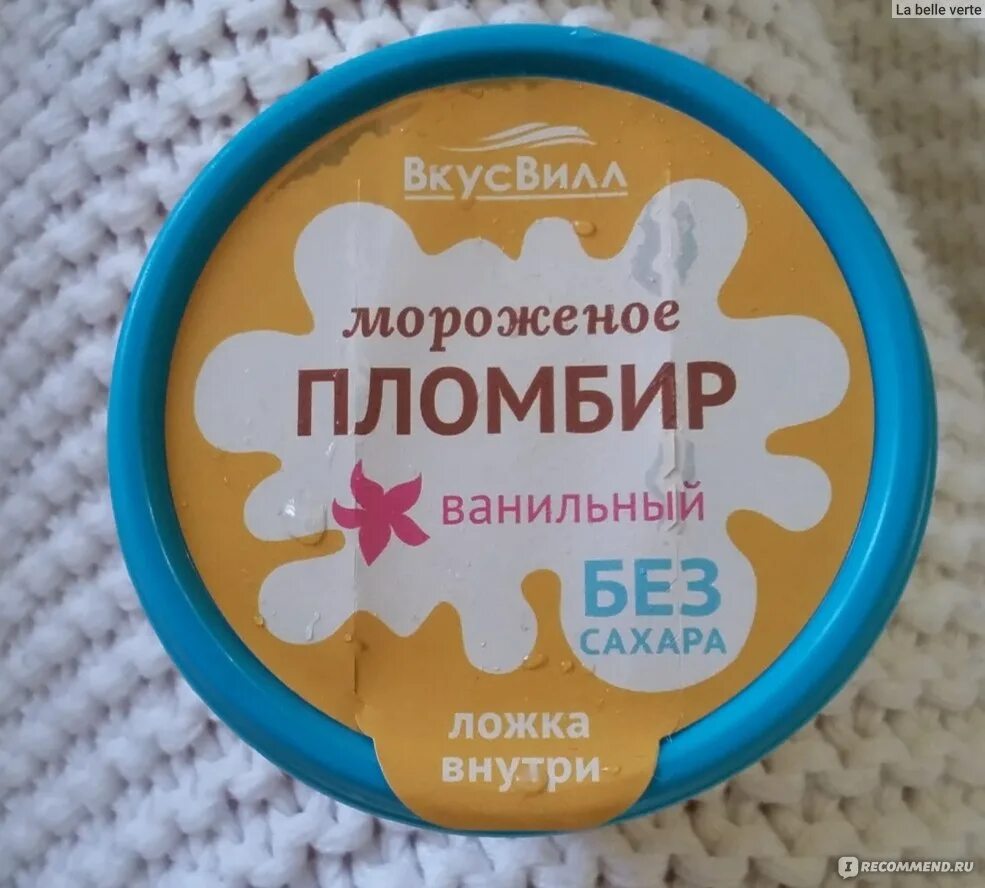 La belle verte
ВкусВилл
мороженое
ПЛОМБИР
ванильный
БЕЗ
САХАРА
ложка
внутри
I RECOMMEND.RU